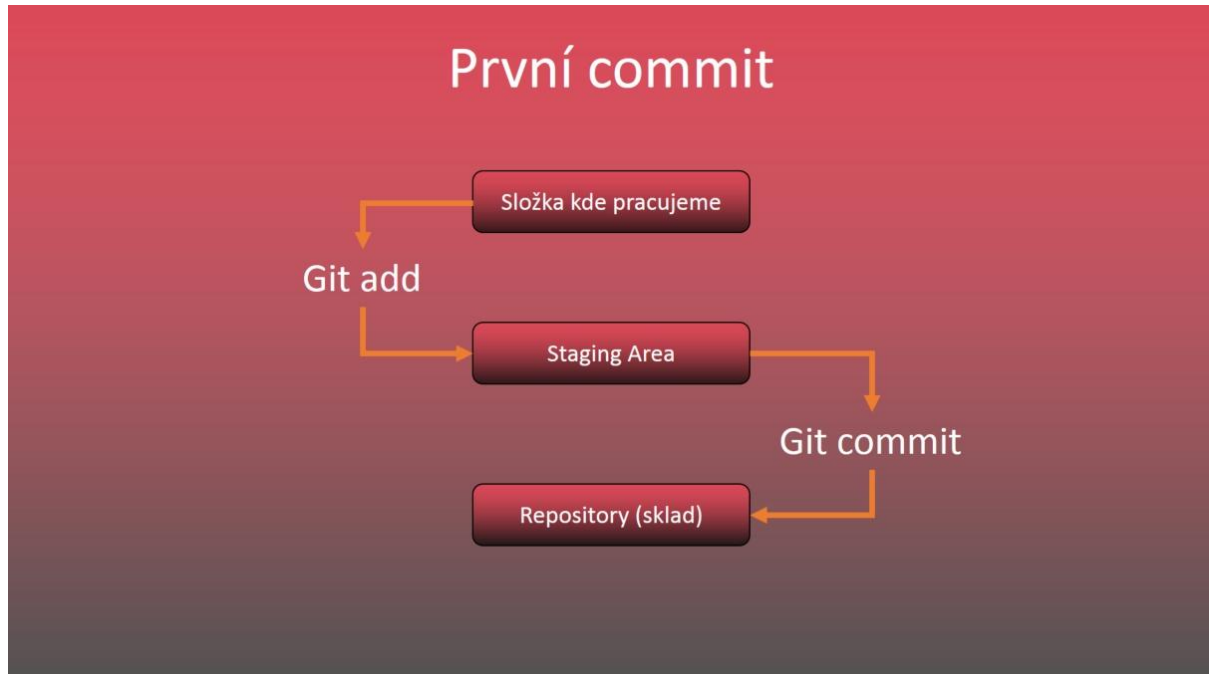 První commit
Složka kde pracujeme
Git add
Staging Area
Git commit
Repository (sklad)